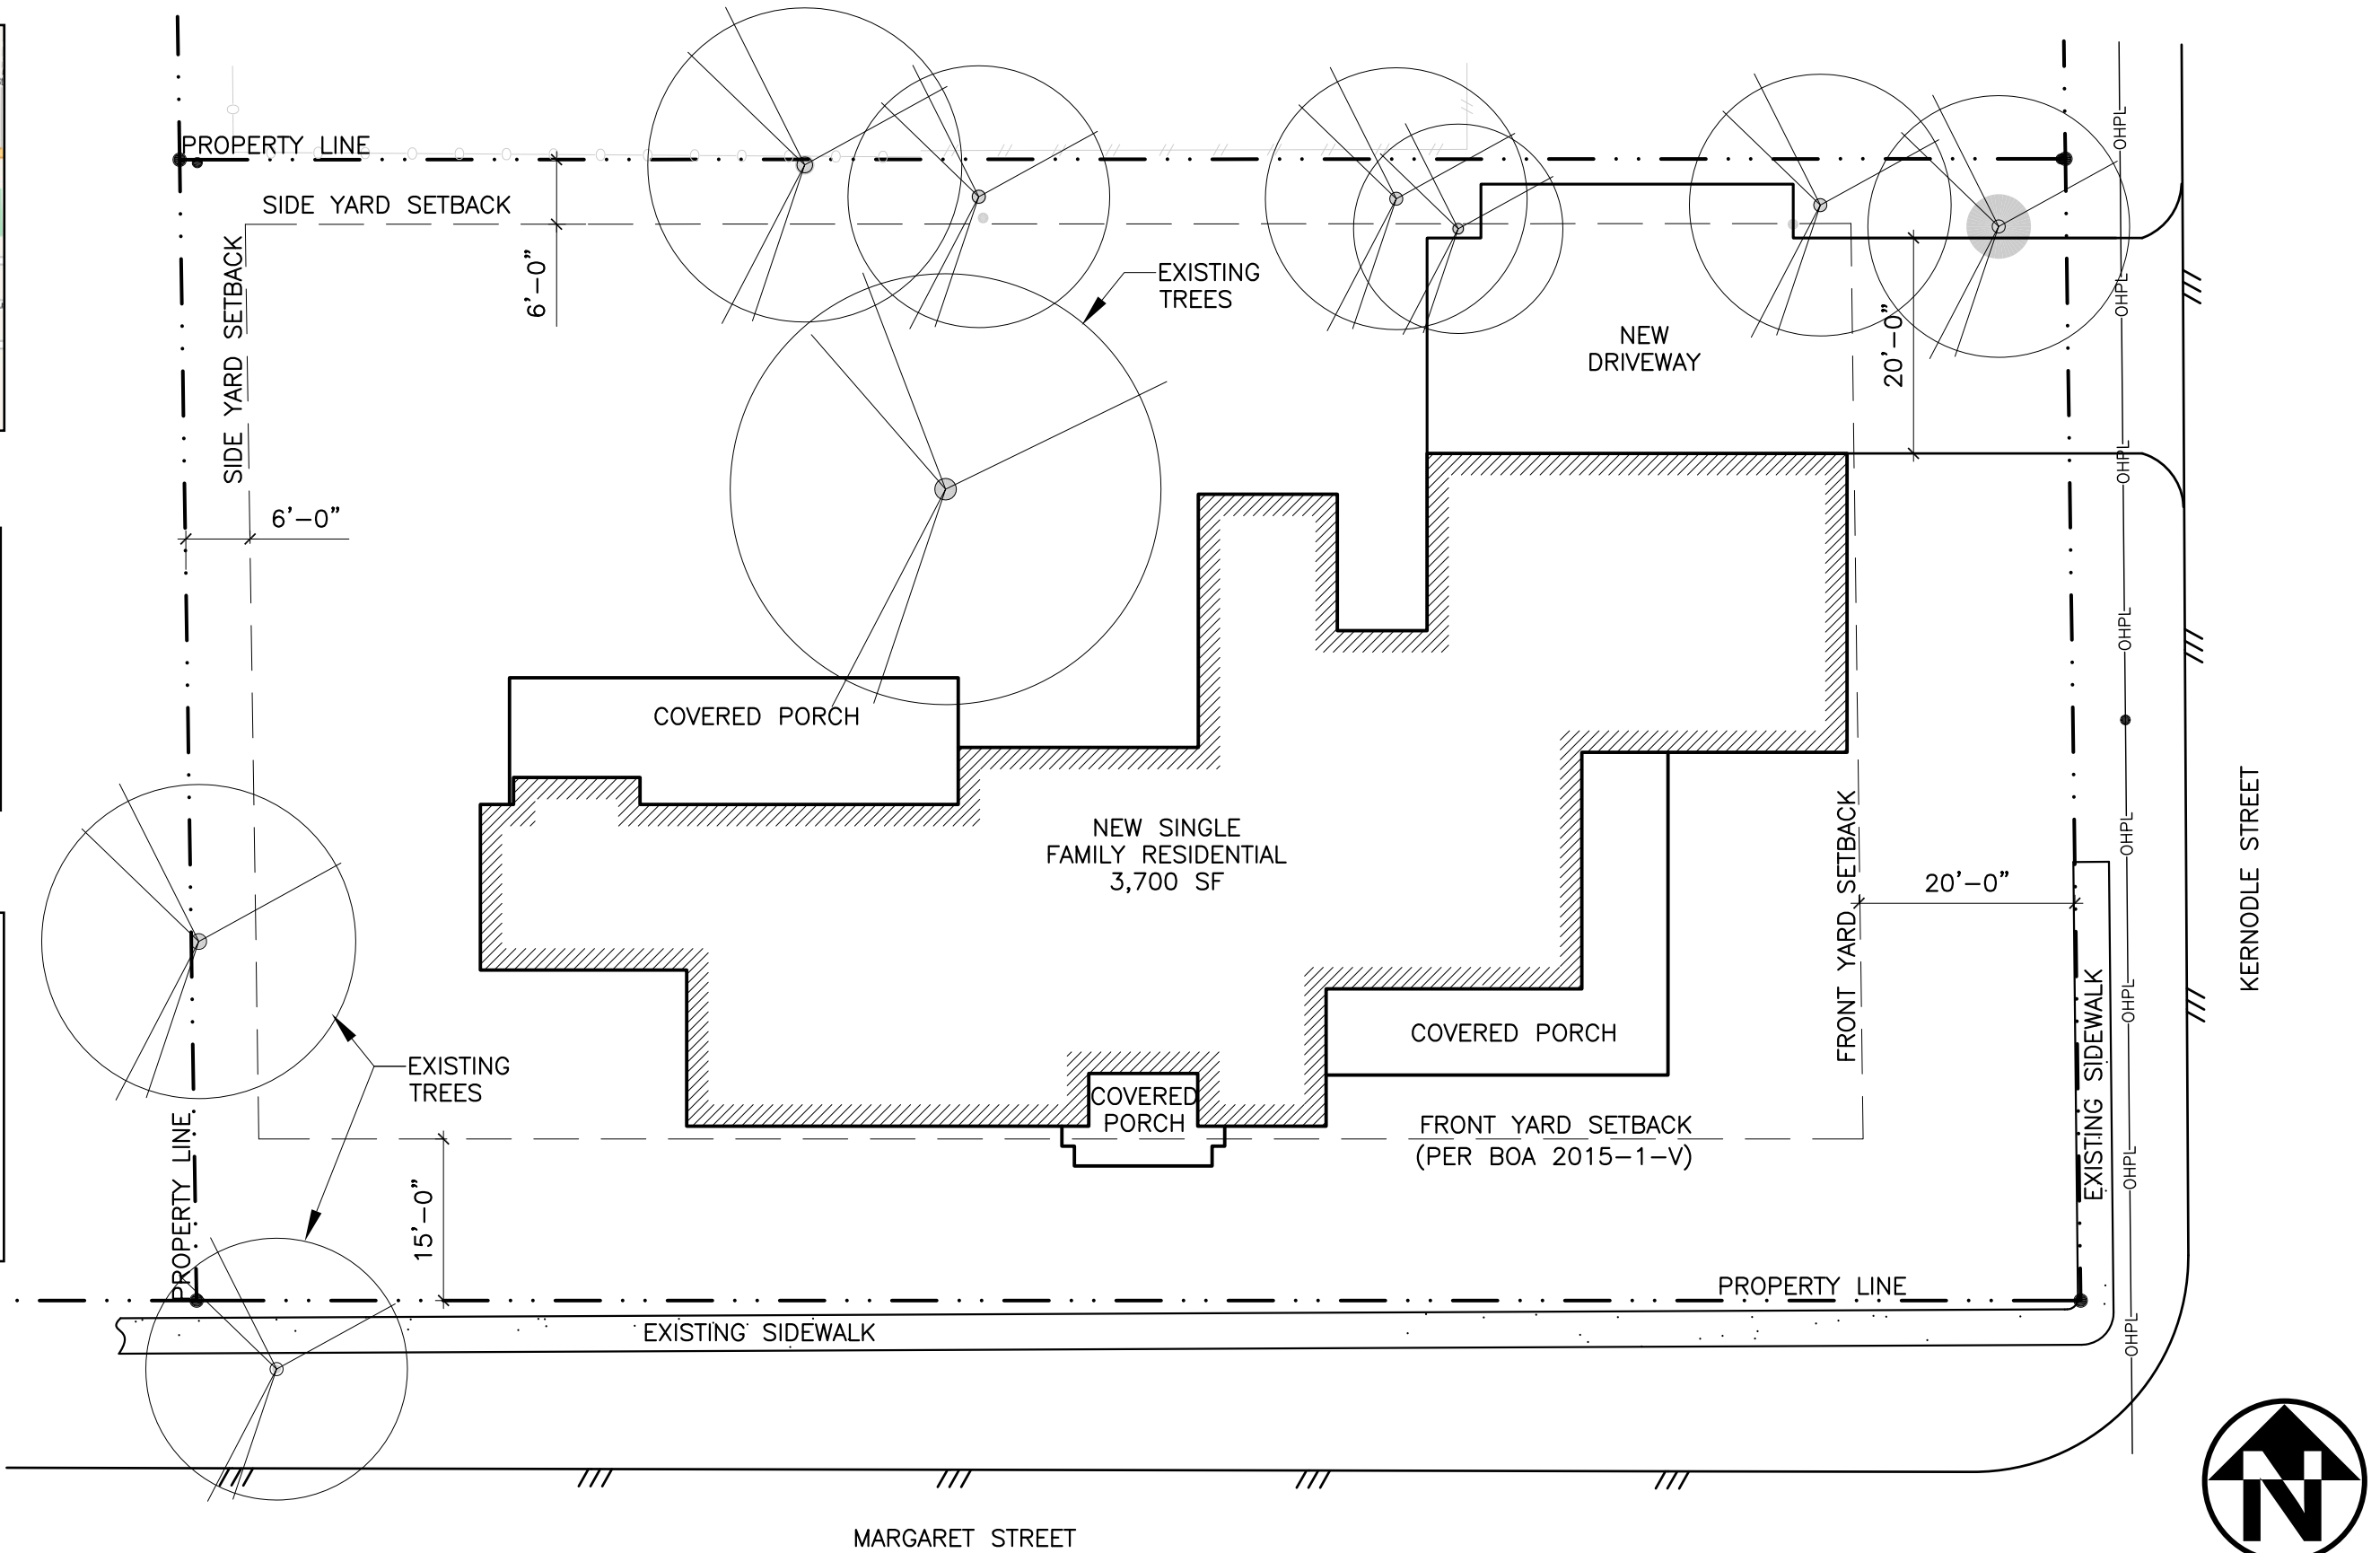 PROPERTY LINE
SIDE YARD SETBACK
SIDE YARD SETBACK
6'-0"
6'-0"
EXISTING
TREES
NEW
DRIVEWAY
20'-0"
OHPL
OHPL
OHPL
OHPL
OHPL
OHPL
OHPL
OHPL
COVERED PORCH
NEW SINGLE
FAMILY RESIDENTIAL
3,700 SF
FRONT YARD SETBACK
20'-0"
KERNODLE STREET
EXISTING SIDEWALK
COVERED PORCH
COVERED
PORCH
EXISTING
TREES
FRONT YARD SETBACK
(PER BOA 2015-1-V)
PROPERTY LINE
15'-0"
PROPERTY LINE
EXISTING SIDEWALK
MARGARET STREET
N